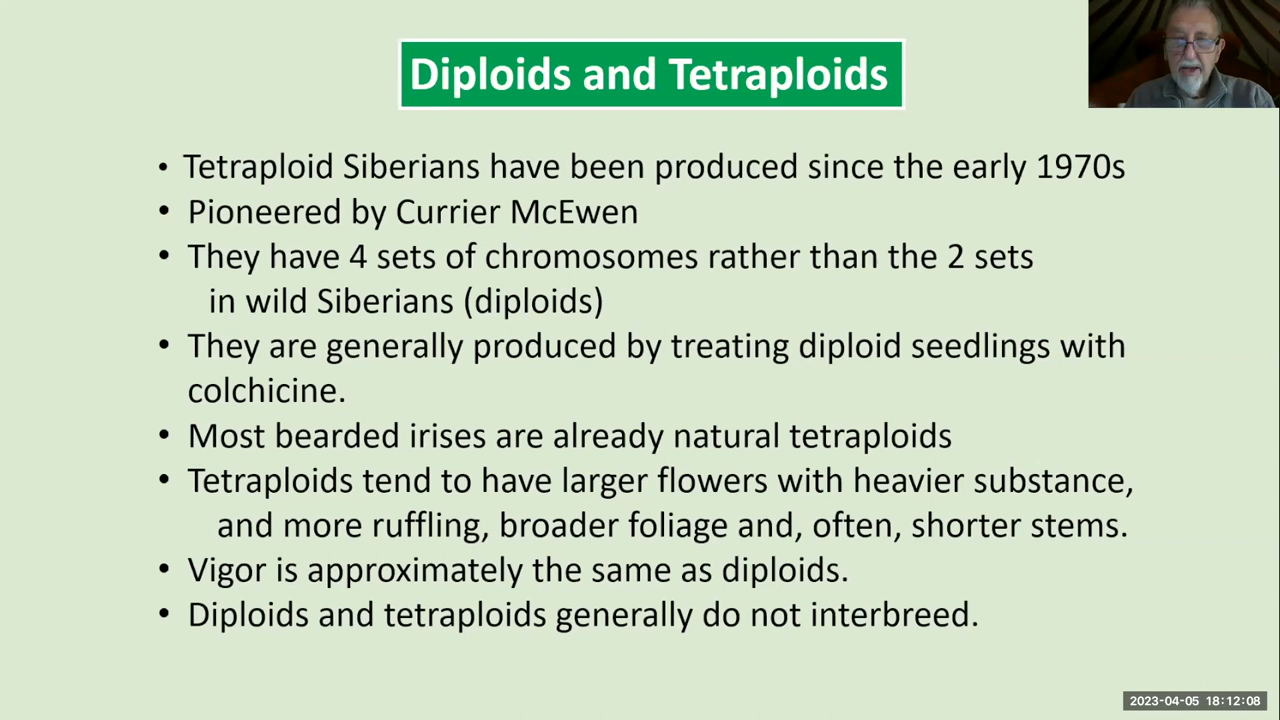 Diploids and Tetraploids
• Tetraploid Siberians have been produced since the early 1970s
• Pioneered by Currier McEwen
• They have 4 sets of chromosomes rather than the 2 sets
in wild Siberians (diploids)
• They are generally produced by treating diploid seedlings with
colchicine.
• Most bearded irises are already natural tetraploids
• Tetraploids tend to have larger flowers with heavier substance,
and more ruffling, broader foliage and, often, shorter stems.
• Vigor is approximately the same as diploids.
• Diploids and tetraploids generally do not interbreed.
2023-04-05 18:12:08